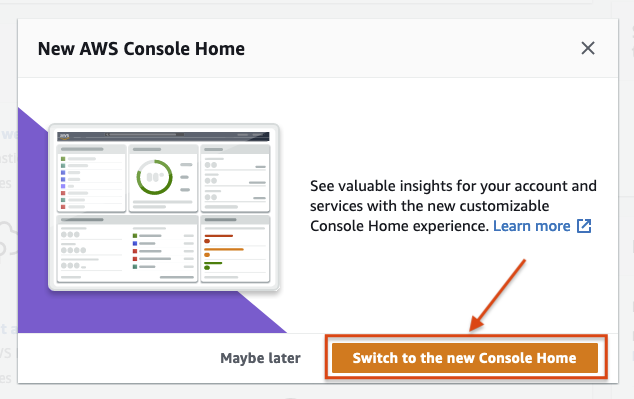 New AWS Console Home
AWS
See valuable insights for your account and
services with the new customizable
Console Home experience. Learn more
Maybe later
Switch to the new Console Home